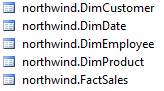 northwind.DimCustomer
northwind.DimDate
northwind.DimEmployee
northwind.DimProduct
northwind.FactSales